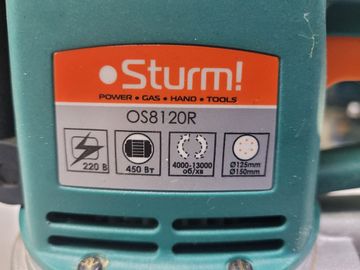 Sturm!
POWER • GAS • HAND • TOOLS
OS8120R
220 В
450 Вт
4000-13000
об/хв
Ø125mm
Ø150mm